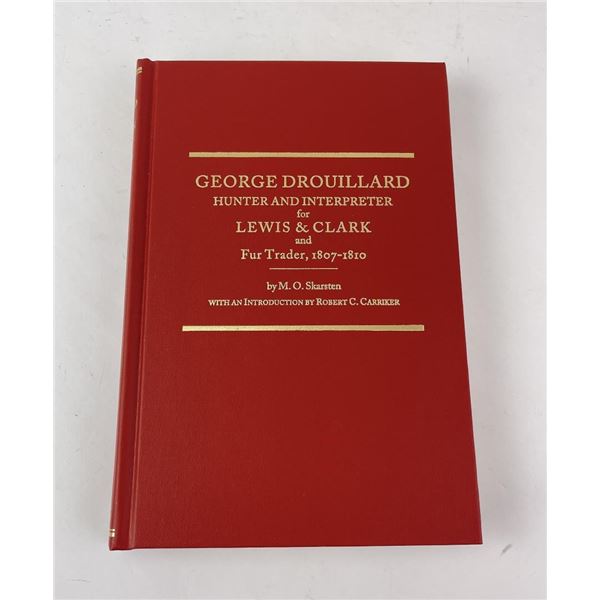 GEORGE DROUILLARD
HUNTER AND INTERPRETER
for
LEWIS & CLARK
and
Fur Trader, 1807-1810
by M. O. Skarsten
WITH AN INTRODUCTION BY ROBERT C. CARRIKER